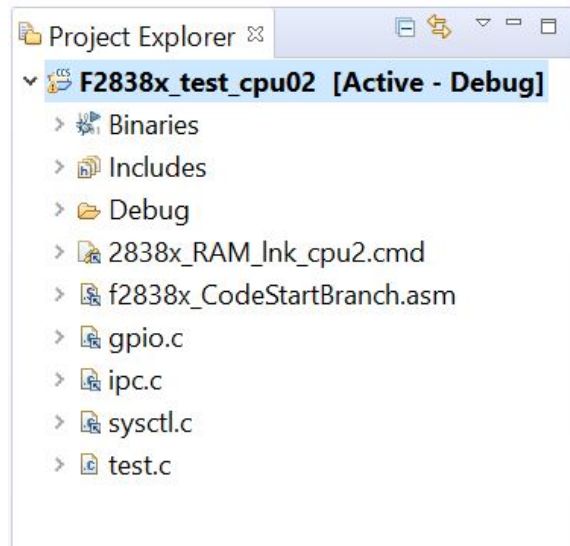 Project Explorer
F2838x_test_cpu02 [Active - Debug]
Binaries
Includes
Debug
2838x_RAM_lnk_cpu2.cmd
f2838x_CodeStartBranch.asm
gpio.c
ipc.c
sysctl.c
test.c